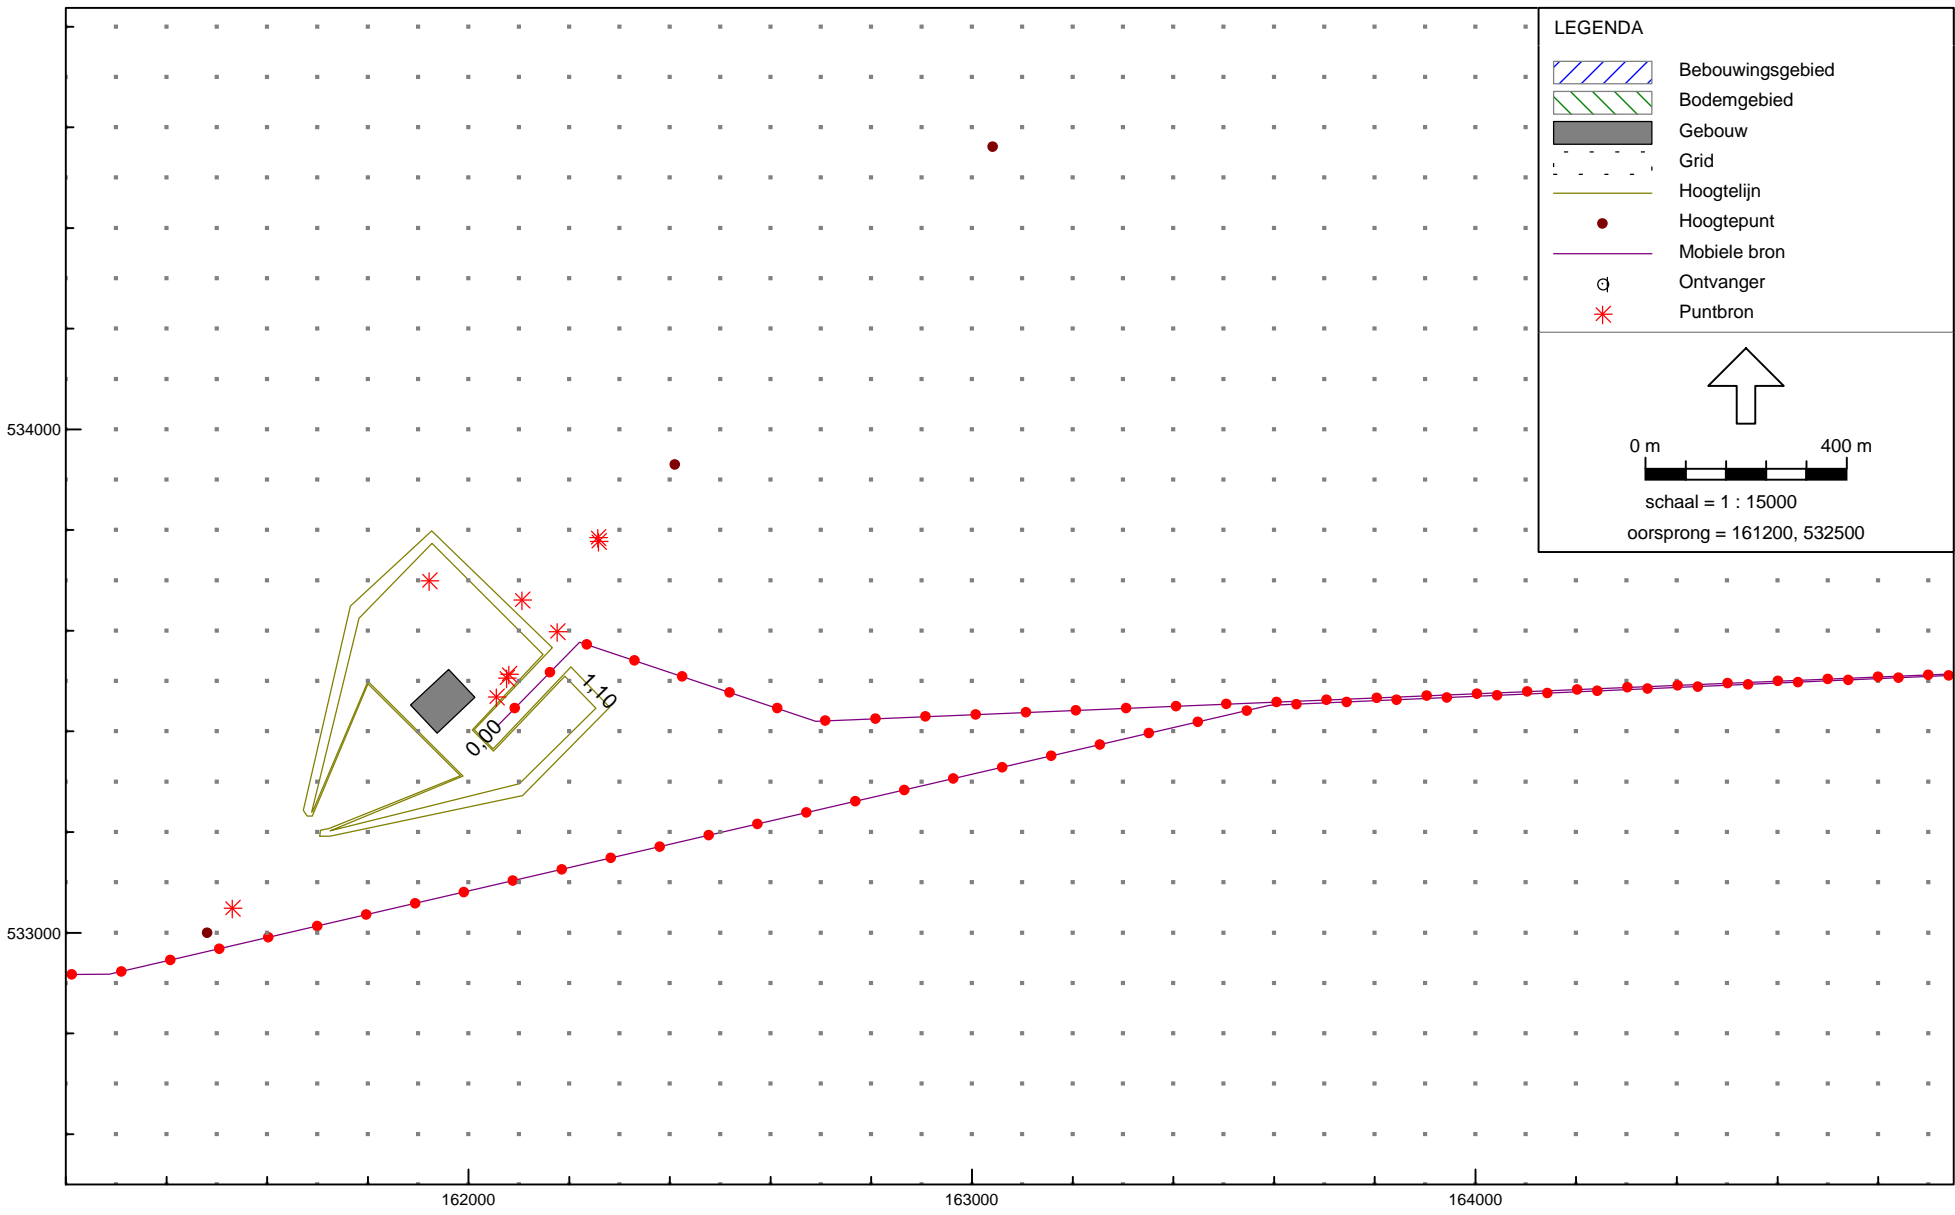 LEGENDA
Bebouwingsgebied
Bodemgebied
Gebouw
Grid
Hoogtelijn
Hoogtepunt
Mobiele bron
Ontvanger
Puntbron
0 m 400 m
schaal = 1 : 15000
oorsprong = 161200, 532500
534000
1,10
0,00
533000
162000 163000 164000